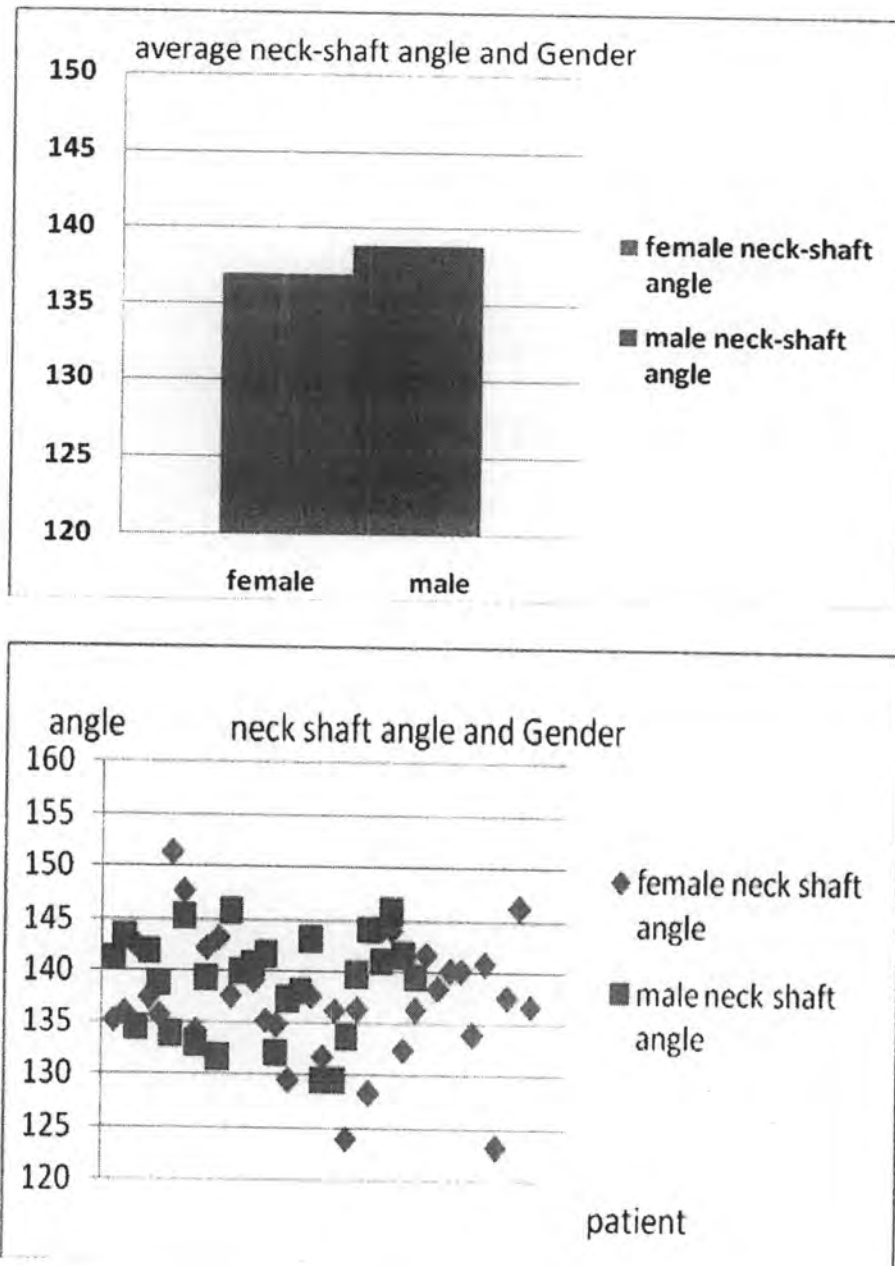 average neck-shaft angle and Gender
150
145
140
135
130
125
120
female male
female neck-shaft
angle
male neck-shaft
angle
angle
neck shaft angle and Gender
160
155
150
145
140
135
130
125
120
patient
female neck shaft
angle
male neck shaft
angle